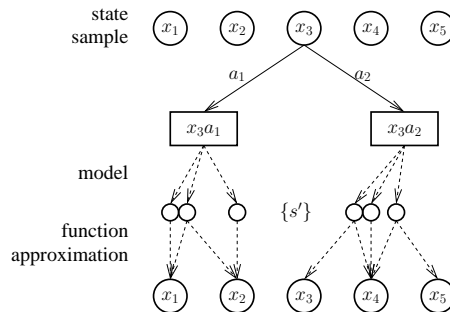 state
sample
x₁ x₂ x₃ x₄ x₅
a₁ a₂
x₃a₁ x₃a₂
model
{s′}
function
approximation
x₁ x₂ x₃ x₄ x₅